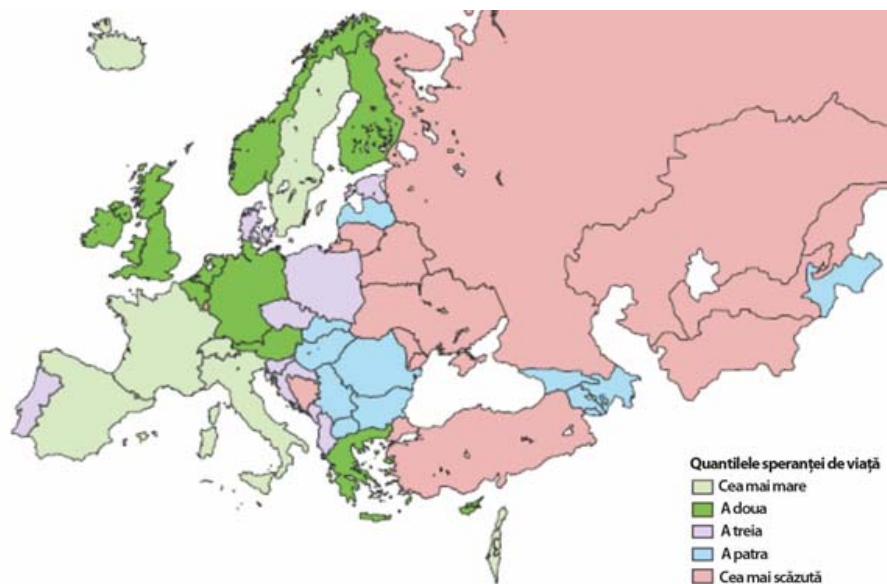 Quantilele speranței de viață
Cea mai mare
A doua
A treia
A patra
Cea mai scăzută